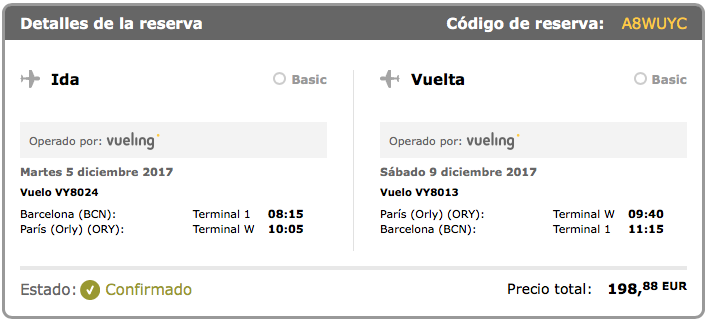 Detalles de la reserva Código de reserva: A8WUYC
Ida Basic
Operado por: vueling
Martes 5 diciembre 2017
Vuelo VY8024
Barcelona (BCN): Terminal 1 08:15
París (Orly) (ORY): Terminal W 10:05
Vuelta Basic
Operado por: vueling
Sábado 9 diciembre 2017
Vuelo VY8013
París (Orly) (ORY): Terminal W 09:40
Barcelona (BCN): Terminal 1 11:15
Estado: Confirmado Precio total: 198,88 EUR